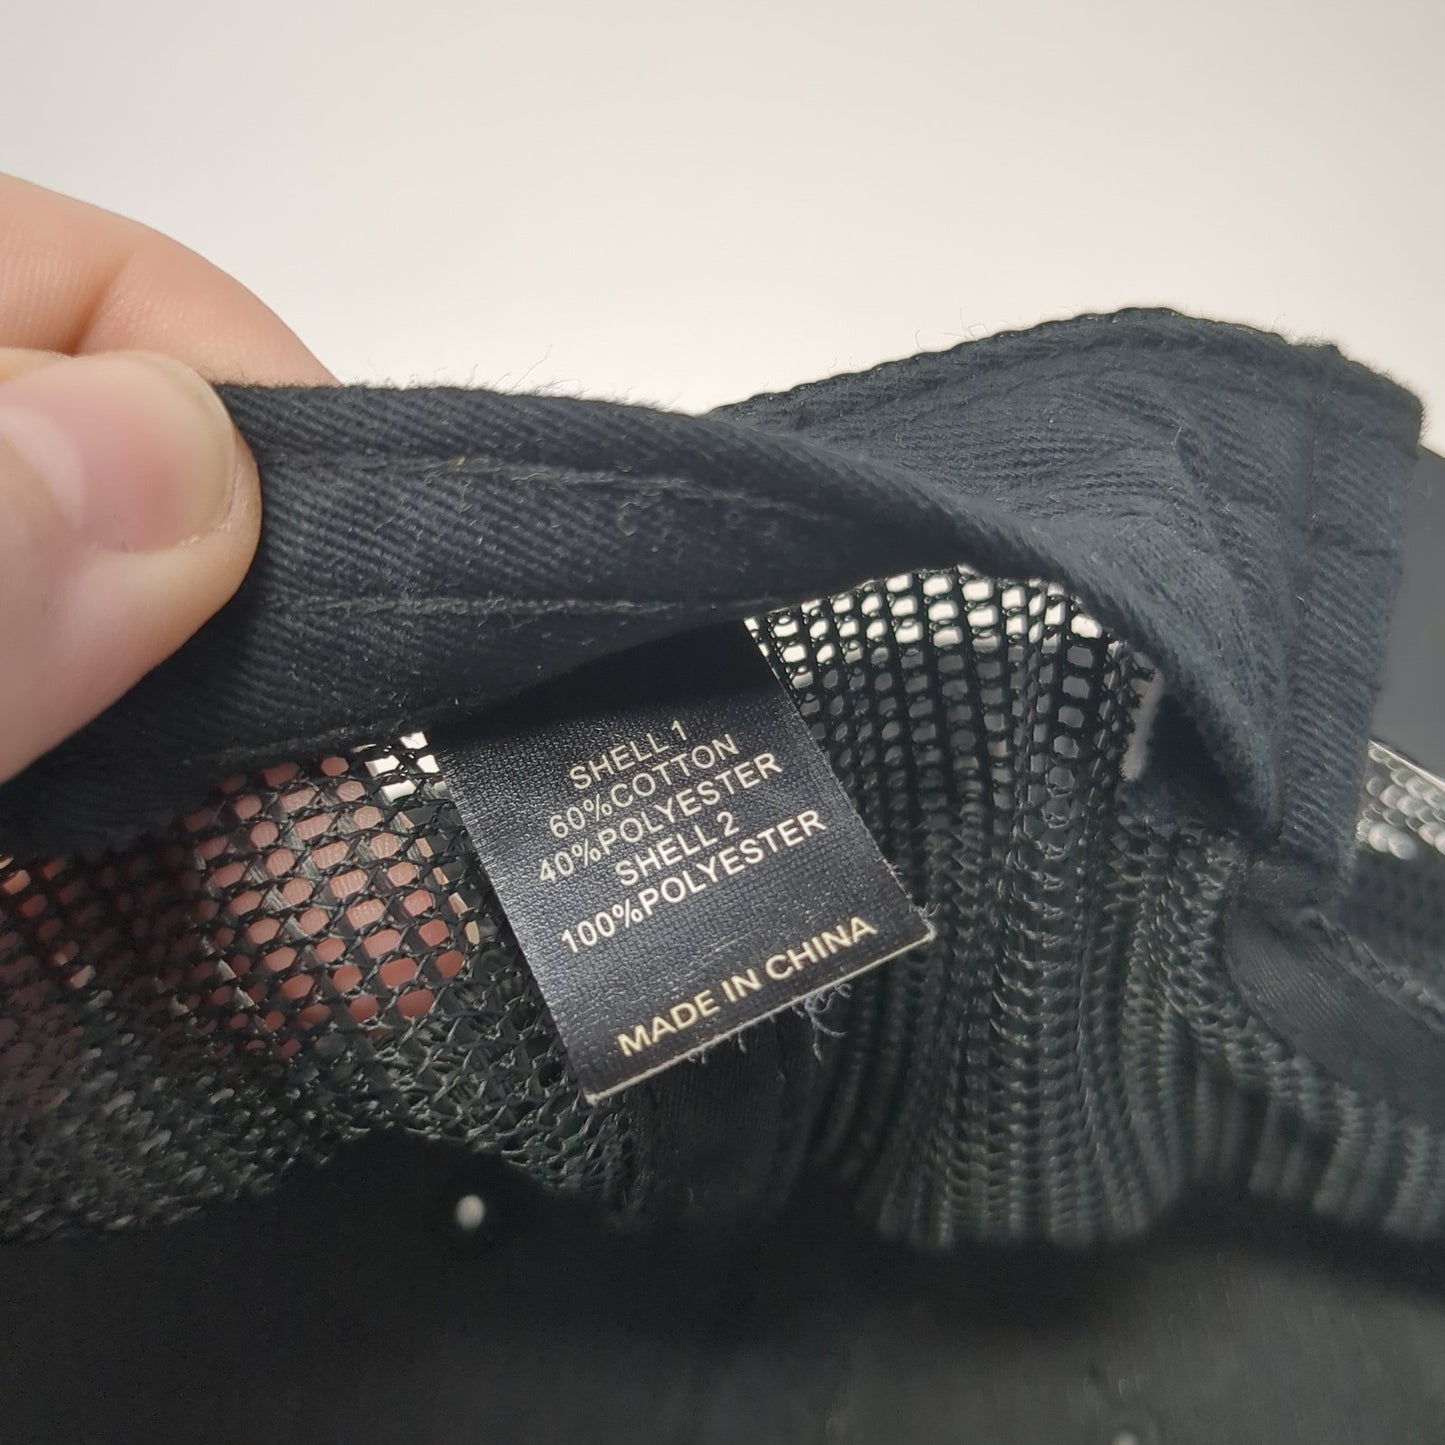 SHELL 1
60%COTTON
40%POLYESTER
SHELL 2
100%POLYESTER
MADE IN CHINA